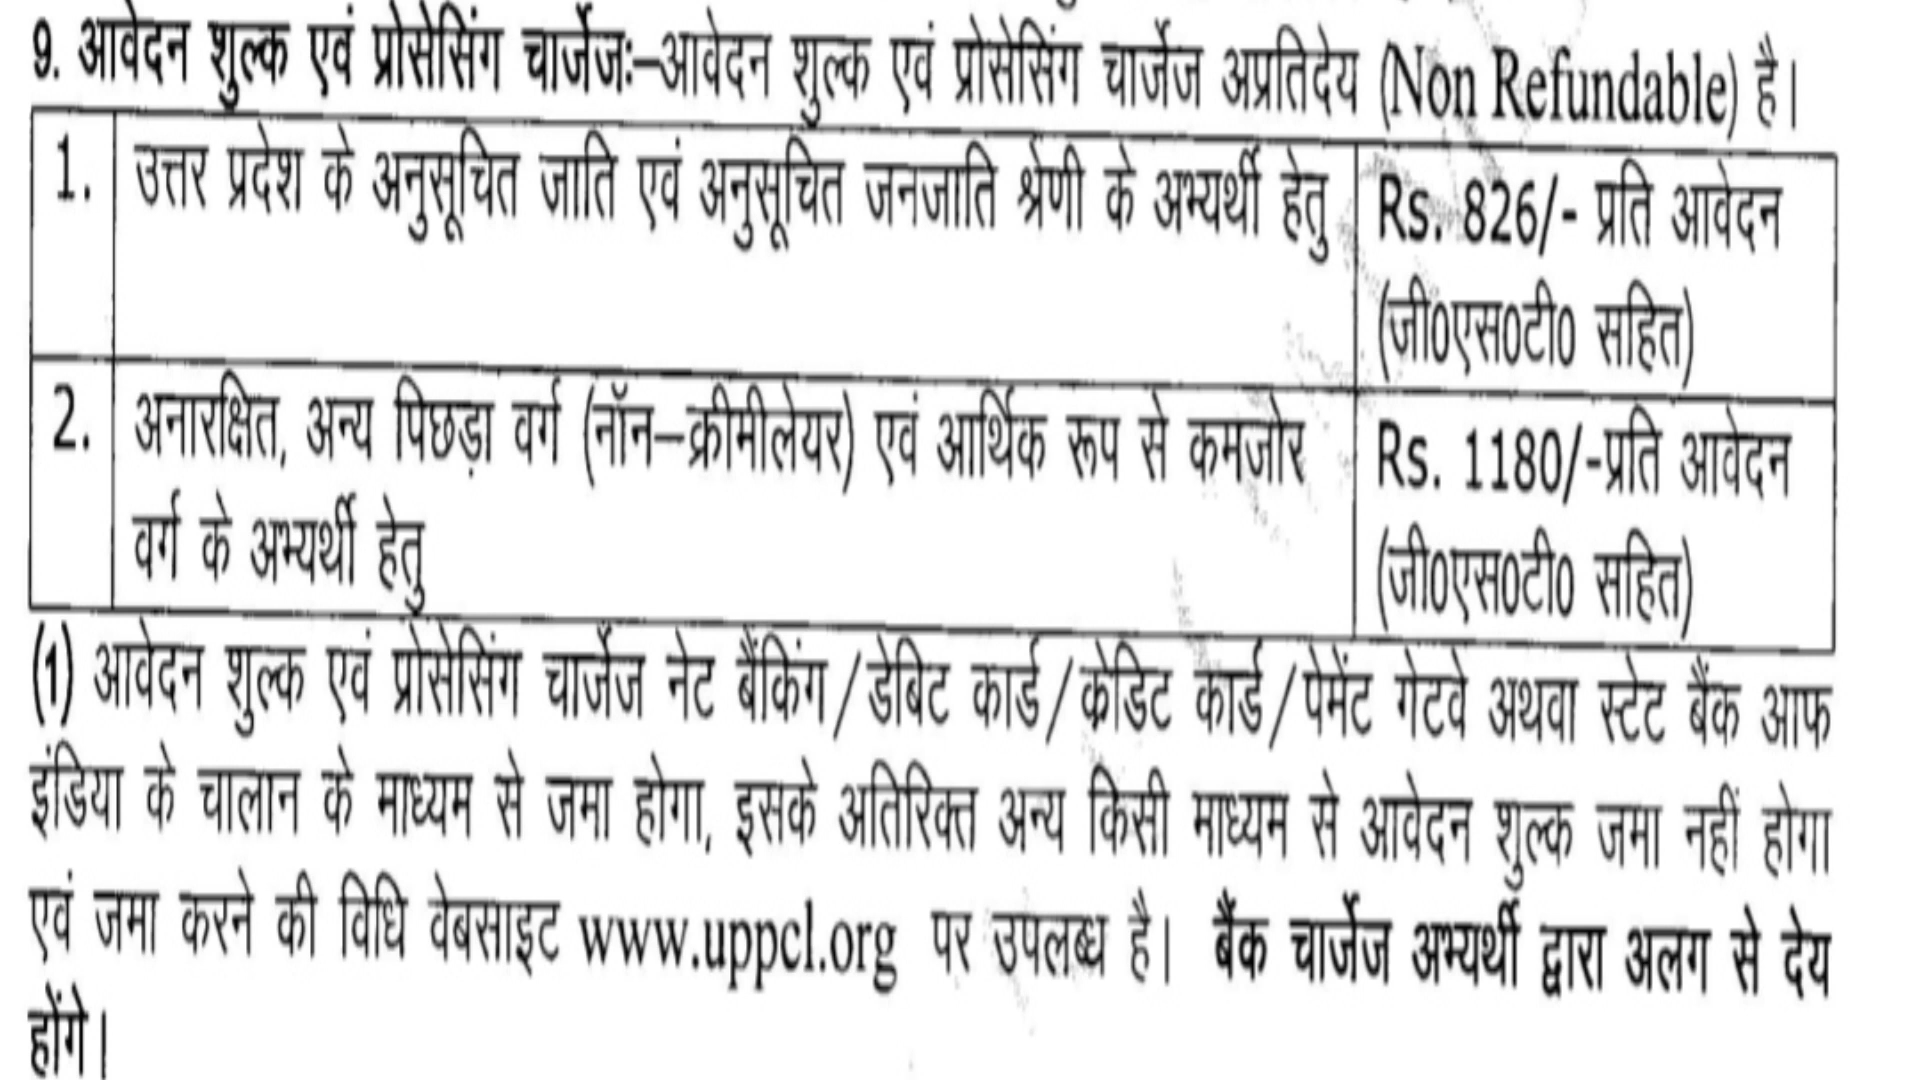 9. आवेदन शुल्क एवं प्रोसेसिंग चार्जेजः–आवेदन शुल्क एवं प्रोसेसिंग चार्जेज अप्रतिदेय (Non Refundable) है।
1. उत्तर प्रदेश के अनुसूचित जाति एवं अनुसूचित जनजाति श्रेणी के अभ्यर्थी हेतु
Rs. 826/- प्रति आवेदन
(जी0एस0टी0 सहित)
2. अनारक्षित, अन्य पिछड़ा वर्ग (नॉन–क्रीमीलेयर) एवं आर्थिक रूप से कमजोर
वर्ग के अभ्यर्थी हेतु
Rs. 1180/-प्रति आवेदन
(जी0एस0टी0 सहित)
(1) आवेदन शुल्क एवं प्रोसेसिंग चार्जेज नेट बैंकिंग/डेबिट कार्ड/क्रेडिट कार्ड/पेमेंट गेटवे अथवा स्टेट बैंक आफ
इंडिया के चालान के माध्यम से जमा होगा, इसके अतिरिक्त अन्य किसी माध्यम से आवेदन शुल्क जमा नहीं होगा
एवं जमा करने की विधि वेबसाइट www.uppcl.org पर उपलब्ध है। बैंक चार्जेज अभ्यर्थी द्वारा अलग से देय
होंगे।